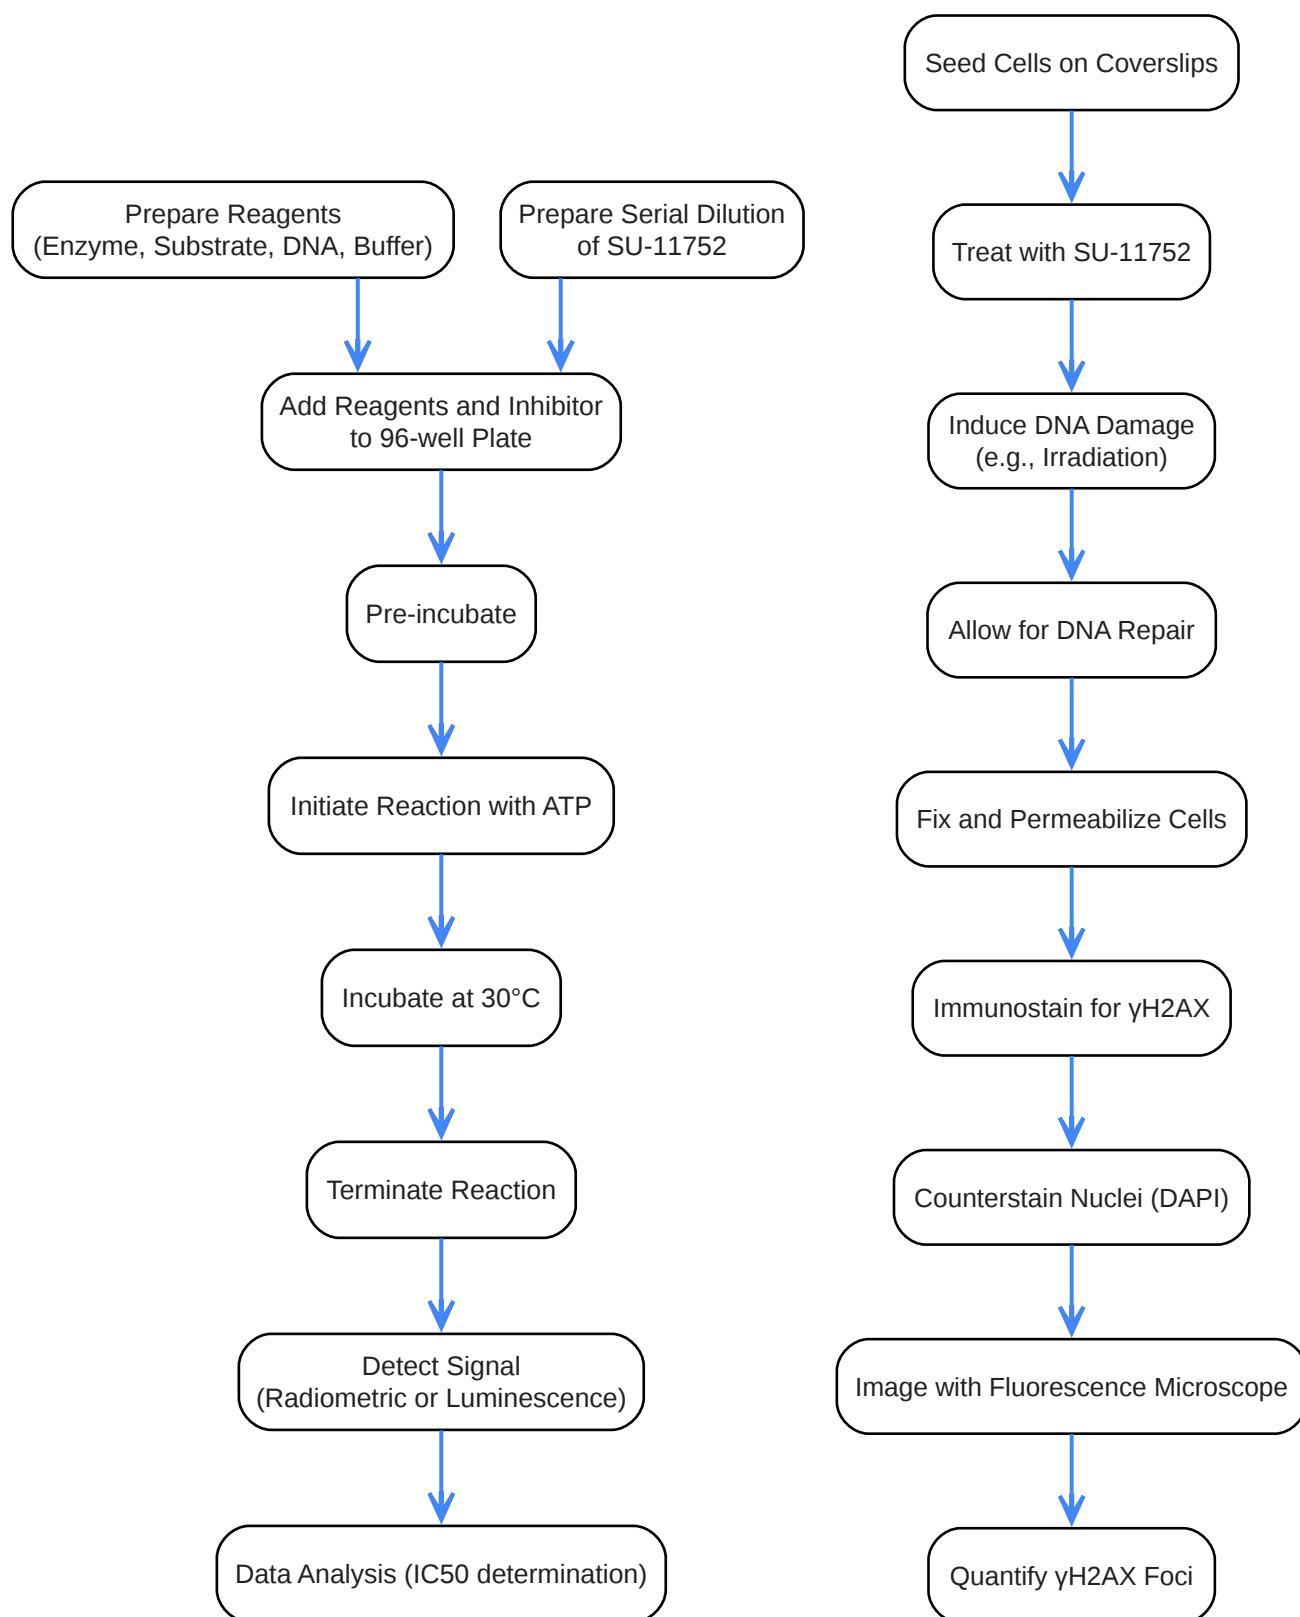 Prepare Reagents
(Enzyme, Substrate, DNA, Buffer)
Prepare Serial Dilution
of SU-11752
Add Reagents and Inhibitor
to 96-well Plate
Pre-incubate
Initiate Reaction with ATP
Incubate at 30°C
Terminate Reaction
Detect Signal
(Radiometric or Luminescence)
Data Analysis (IC50 determination)
Seed Cells on Coverslips
Treat with SU-11752
Induce DNA Damage
(e.g., Irradiation)
Allow for DNA Repair
Fix and Permeabilize Cells
Immunostain for γH2AX
Counterstain Nuclei (DAPI)
Image with Fluorescence Microscope
Quantify γH2AX Foci